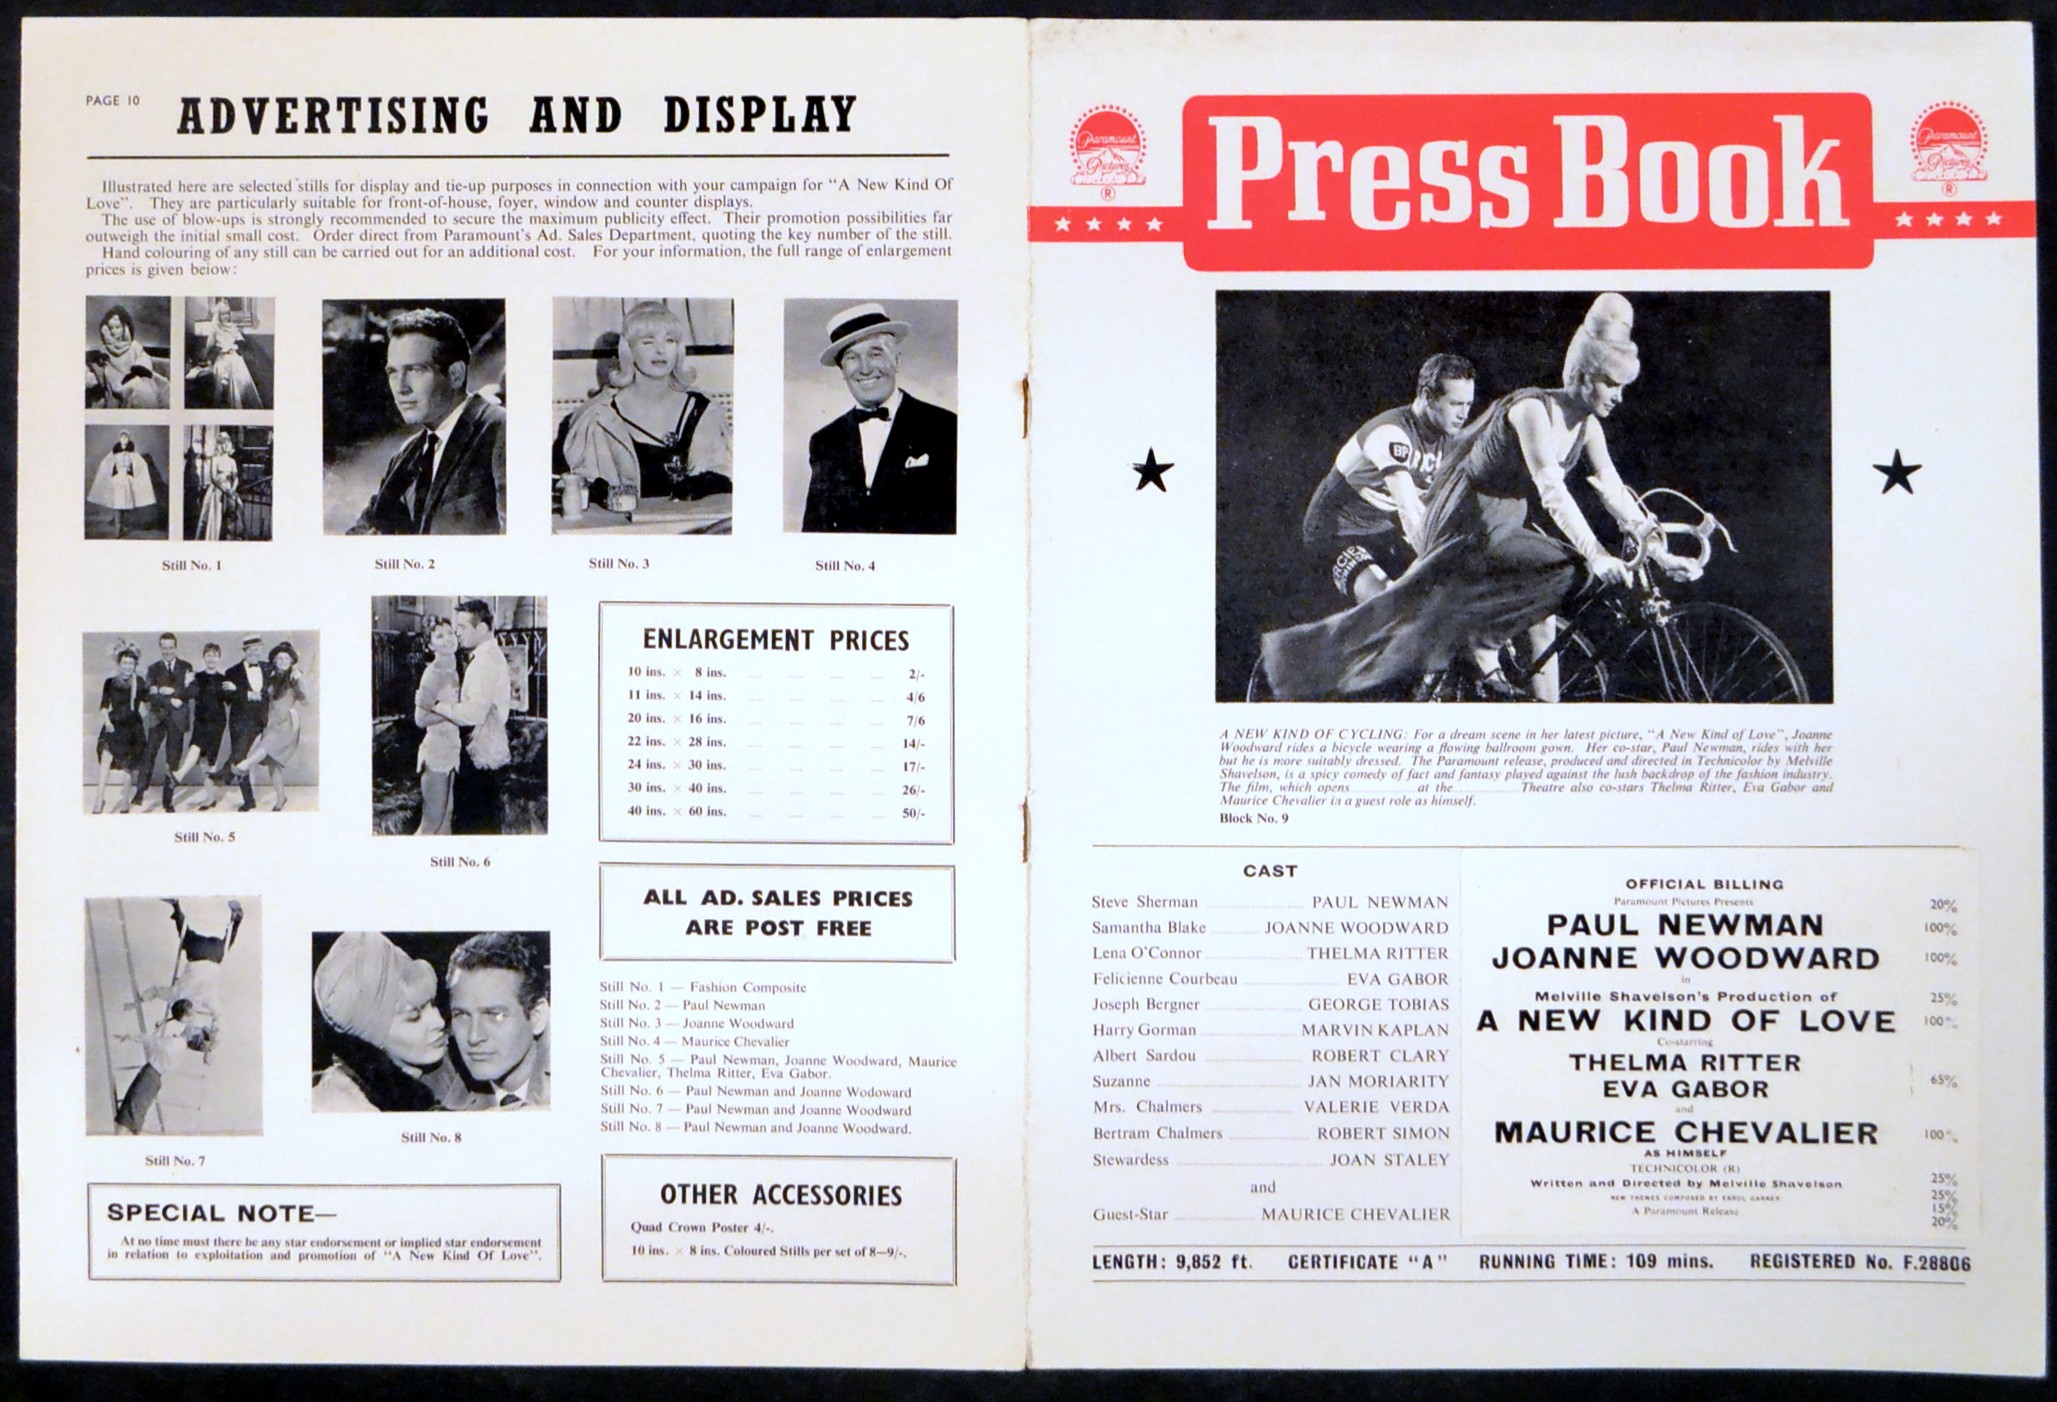 PAGE 10
ADVERTISING AND DISPLAY
Illustrated here are selected stills for display and tie-up purposes in connection with your campaign for "A New Kind Of
Love". They are particularly suitable for front-of-house, foyer, window and counter displays.
The use of blow-ups is strongly recommended to secure the maximum publicity effect. Their promotion possibilities far
outweigh the initial small cost. Order direct from Paramount's Ad. Sales Department, quoting the key number of the still.
Hand colouring of any still can be carried out for an additional cost. For your information, the full range of enlargement
prices is given below:
Still No. 1
Still No. 2
Still No. 3
Still No. 4
Still No. 5
Still No. 6
Still No. 7
Still No. 8
ENLARGEMENT PRICES
10 ins. × 8 ins. 2/-
11 ins. × 14 ins. 4/6
20 ins. × 16 ins. 7/6
22 ins. × 28 ins. 14/-
24 ins. × 30 ins. 17/-
30 ins. × 40 ins. 26/-
40 ins. × 60 ins. 50/-
ALL AD. SALES PRICES
ARE POST FREE
Still No. 1 — Fashion Composite
Still No. 2 — Paul Newman
Still No. 3 — Joanne Woodward
Still No. 4 — Maurice Chevalier
Still No. 5 — Paul Newman, Joanne Woodward, Maurice
Chevalier, Thelma Ritter, Eva Gabor.
Still No. 6 — Paul Newman and Joanne Wodoward
Still No. 7 — Paul Newman and Joanne Woodward
Still No. 8 — Paul Newman and Joanne Woodward.
SPECIAL NOTE—
At no time must there be any star endorsement or implied star endorsement
in relation to exploitation and promotion of "A New Kind Of Love".
OTHER ACCESSORIES
Quad Crown Poster 4/-.
10 ins. × 8 ins. Coloured Stills per set of 8—9/-.
Paramount
Pictures
®
Press Book
Paramount
Pictures
®
BP
A NEW KIND OF CYCLING: For a dream scene in her latest picture, "A New Kind of Love", Joanne
Woodward rides a bicycle wearing a flowing ballroom gown. Her co-star, Paul Newman, rides with her
but he is more suitably dressed. The Paramount release, produced and directed in Technicolor by Melville
Shavelson, is a spicy comedy of fact and fantasy played against the lush backdrop of the fashion industry.
The film, which opens at the Theatre also co-stars Thelma Ritter, Eva Gabor and
Maurice Chevalier in a guest role as himself.
Block No. 9
CAST
Steve Sherman PAUL NEWMAN
Samantha Blake JOANNE WOODWARD
Lena O'Connor THELMA RITTER
Felicienne Courbeau EVA GABOR
Joseph Bergner GEORGE TOBIAS
Harry Gorman MARVIN KAPLAN
Albert Sardou ROBERT CLARY
Suzanne JAN MORIARITY
Mrs. Chalmers VALERIE VERDA
Bertram Chalmers ROBERT SIMON
Stewardess JOAN STALEY
and
Guest-Star MAURICE CHEVALIER
OFFICIAL BILLING
Paramount Pictures Presents 20%
PAUL NEWMAN 100%
JOANNE WOODWARD 100%
in
Melville Shavelson's Production of 25%
A NEW KIND OF LOVE 100%
Co-starring
THELMA RITTER
EVA GABOR 65%
and
MAURICE CHEVALIER 100%
AS HIMSELF
TECHNICOLOR (R) 25%
Written and Directed by Melville Shavelson 25%
NEW THEMES COMPOSED BY ERROL GARNER 15%
A Paramount Release 20%
LENGTH: 9,852 ft. CERTIFICATE "A" RUNNING TIME: 109 mins. REGISTERED No. F.28806